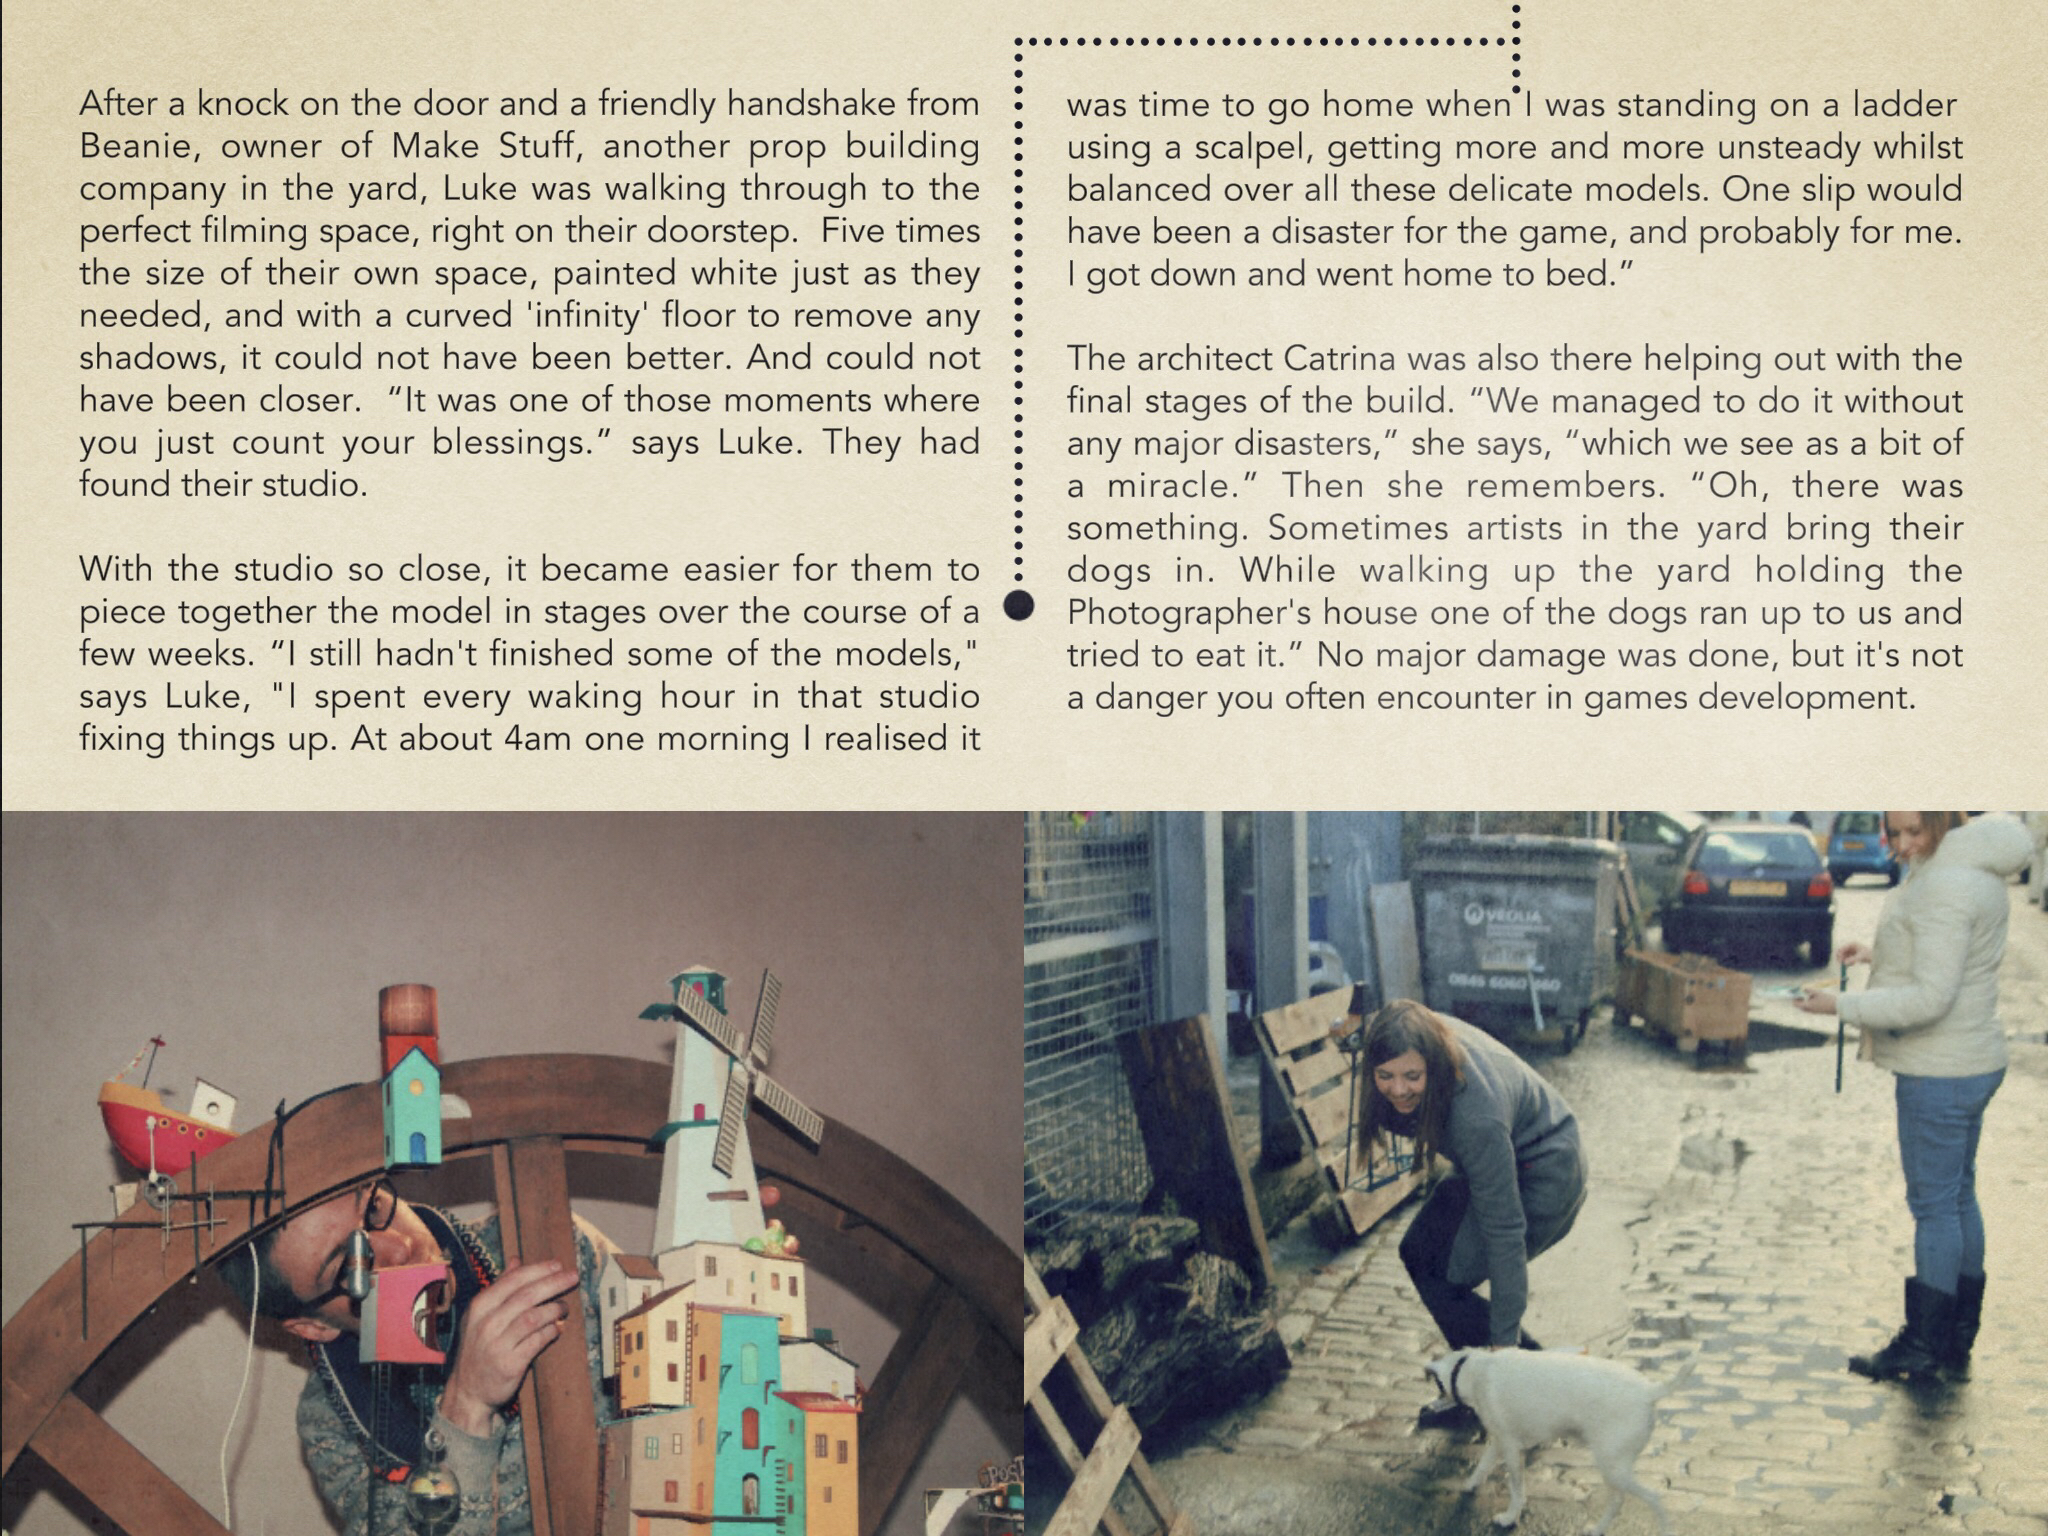 After a knock on the door and a friendly handshake from
Beanie, owner of Make Stuff, another prop building
company in the yard, Luke was walking through to the
perfect filming space, right on their doorstep.  Five times
the size of their own space, painted white just as they
needed, and with a curved 'infinity' floor to remove any
shadows, it could not have been better. And could not
have been closer.  “It was one of those moments where
you just count your blessings.” says Luke. They had
found their studio.
With the studio so close, it became easier for them to
piece together the model in stages over the course of a
few weeks. “I still hadn't finished some of the models,"
says Luke, "I spent every waking hour in that studio
fixing things up. At about 4am one morning I realised it
was time to go home when I was standing on a ladder
using a scalpel, getting more and more unsteady whilst
balanced over all these delicate models. One slip would
have been a disaster for the game, and probably for me.
I got down and went home to bed.”
The architect Catrina was also there helping out with the
final stages of the build. “We managed to do it without
any major disasters,” she says, “which we see as a bit of
a miracle.” Then she remembers. “Oh, there was
something. Sometimes artists in the yard bring their
dogs in. While walking up the yard holding the
Photographer's house one of the dogs ran up to us and
tried to eat it.” No major damage was done, but it's not
a danger you often encounter in games development.
VEOLIA
POST